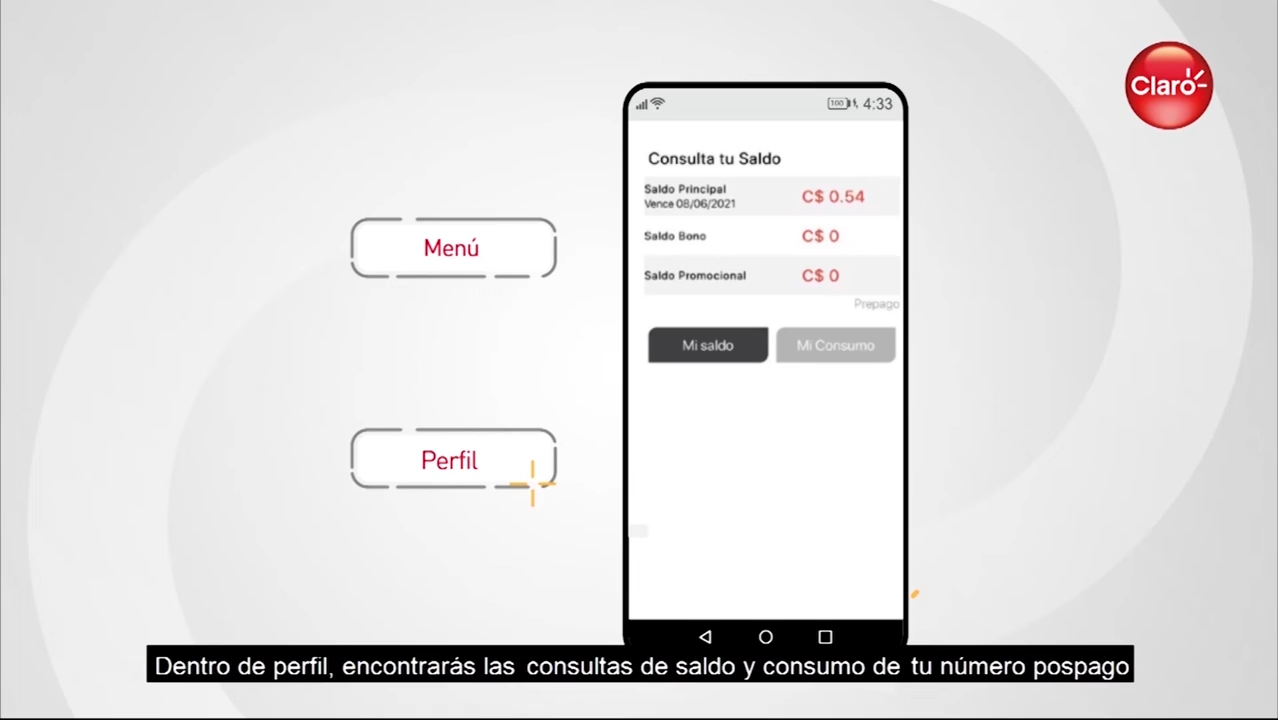 Claro
100 4:33
Consulta tu Saldo
Saldo Principal
Vence 08/06/2021
C$ 0.54
Saldo Bono
C$ 0
Saldo Promocional
C$ 0
Prepago
Mi saldo
Mi Consumo
Menú
Perfil
Dentro de perfil, encontrarás las consultas de saldo y consumo de tu número pospago